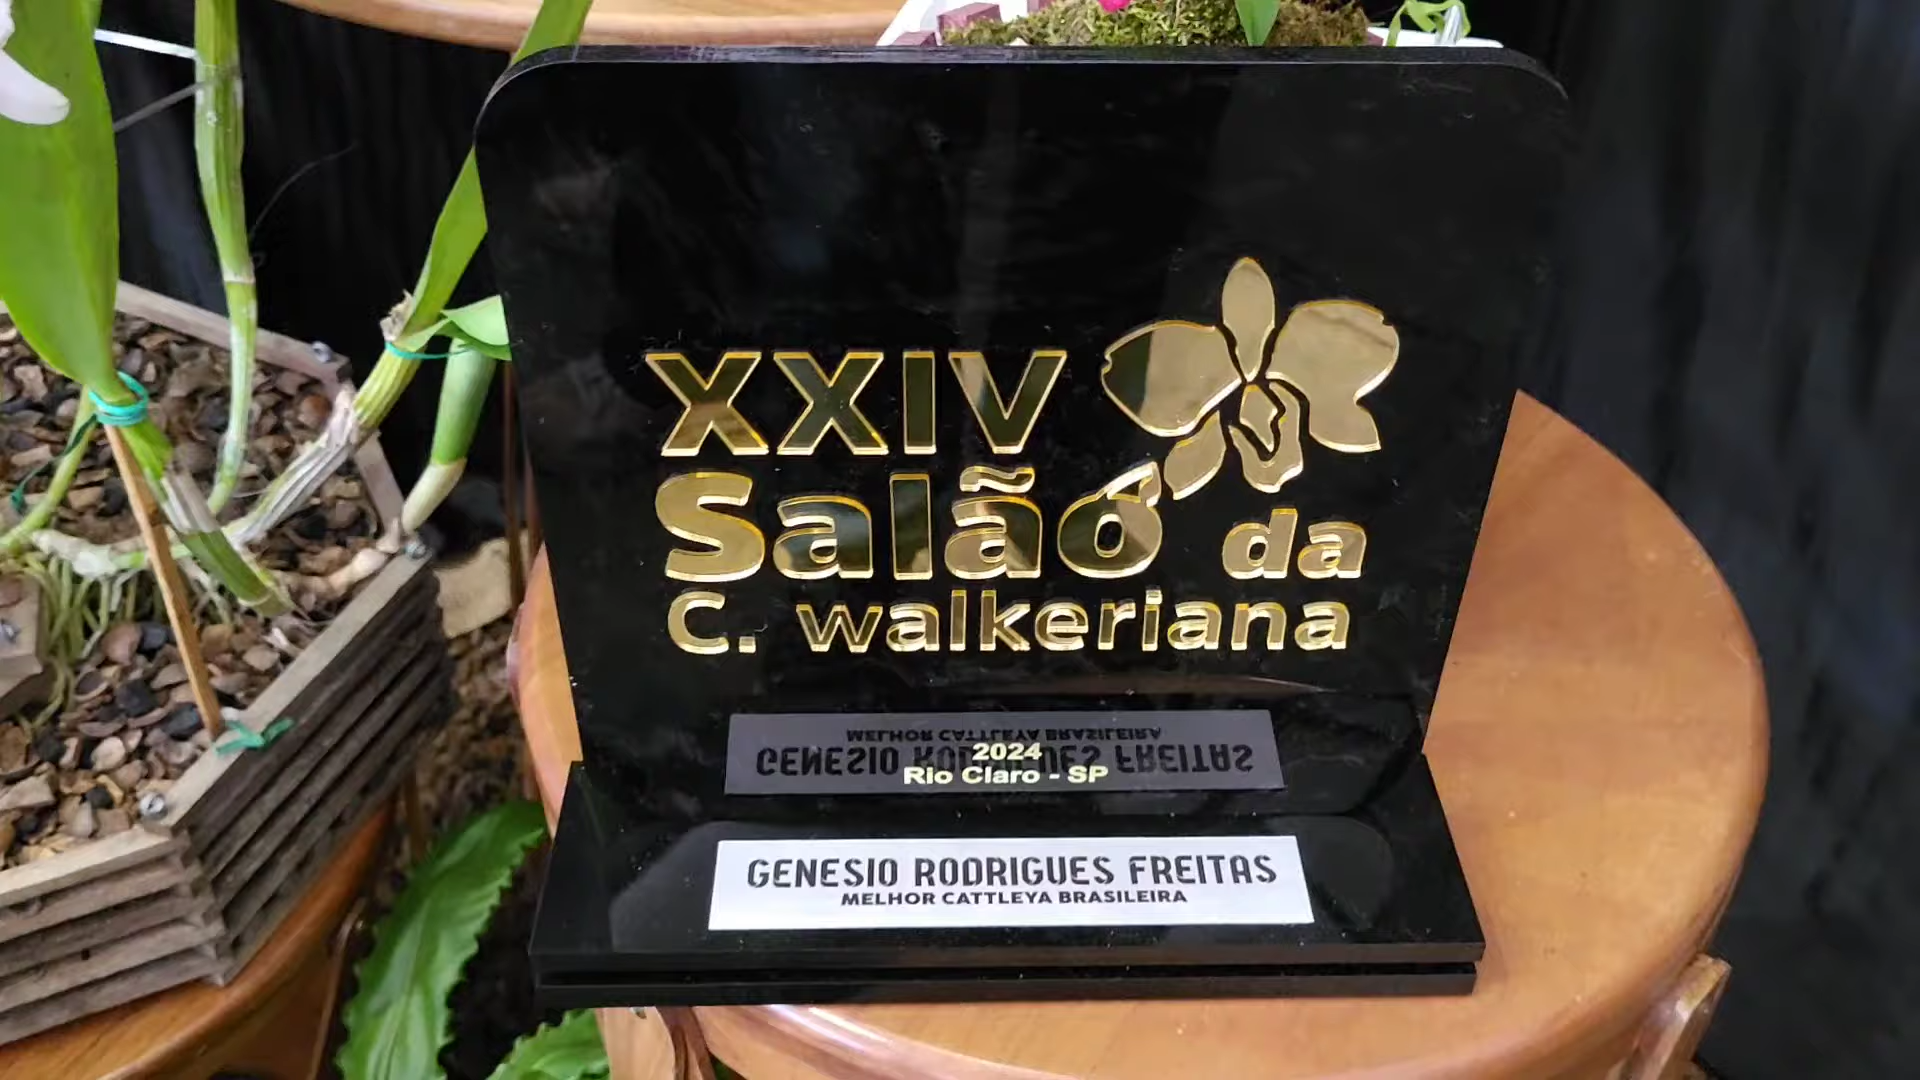 XXIV
Salão da
C. walkeriana
2024
Rio Claro - SP
GENESIO RODRIGUES FREITAS
MELHOR CATTLEYA BRASILEIRA